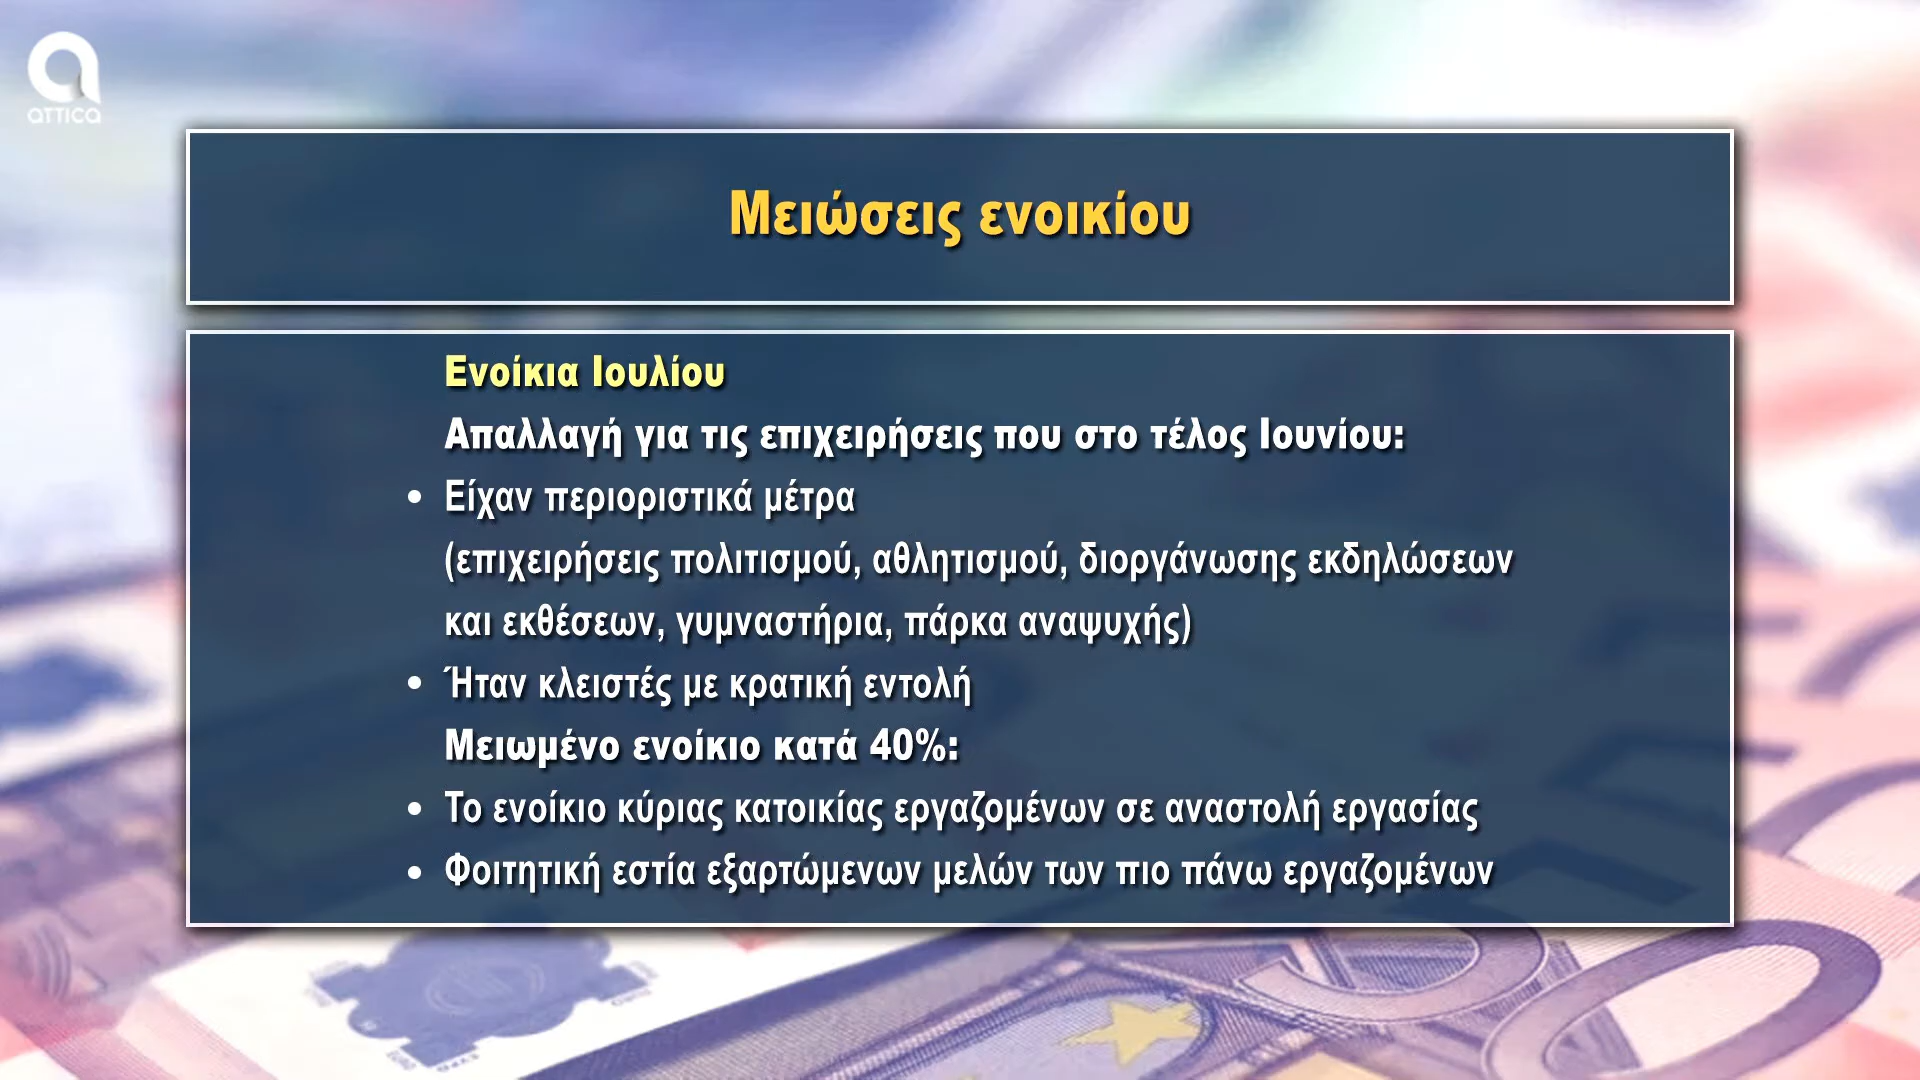 attica
Μειώσεις ενοικίου
Ενοίκια Ιουλίου
Απαλλαγή για τις επιχειρήσεις που στο τέλος Ιουνίου:
• Είχαν περιοριστικά μέτρα
(επιχειρήσεις πολιτισμού, αθλητισμού, διοργάνωσης εκδηλώσεων
και εκθέσεων, γυμναστήρια, πάρκα αναψυχής)
• Ήταν κλειστές με κρατική εντολή
Μειωμένο ενοίκιο κατά 40%:
• Το ενοίκιο κύριας κατοικίας εργαζομένων σε αναστολή εργασίας
• Φοιτητική εστία εξαρτώμενων μελών των πιο πάνω εργαζομένων